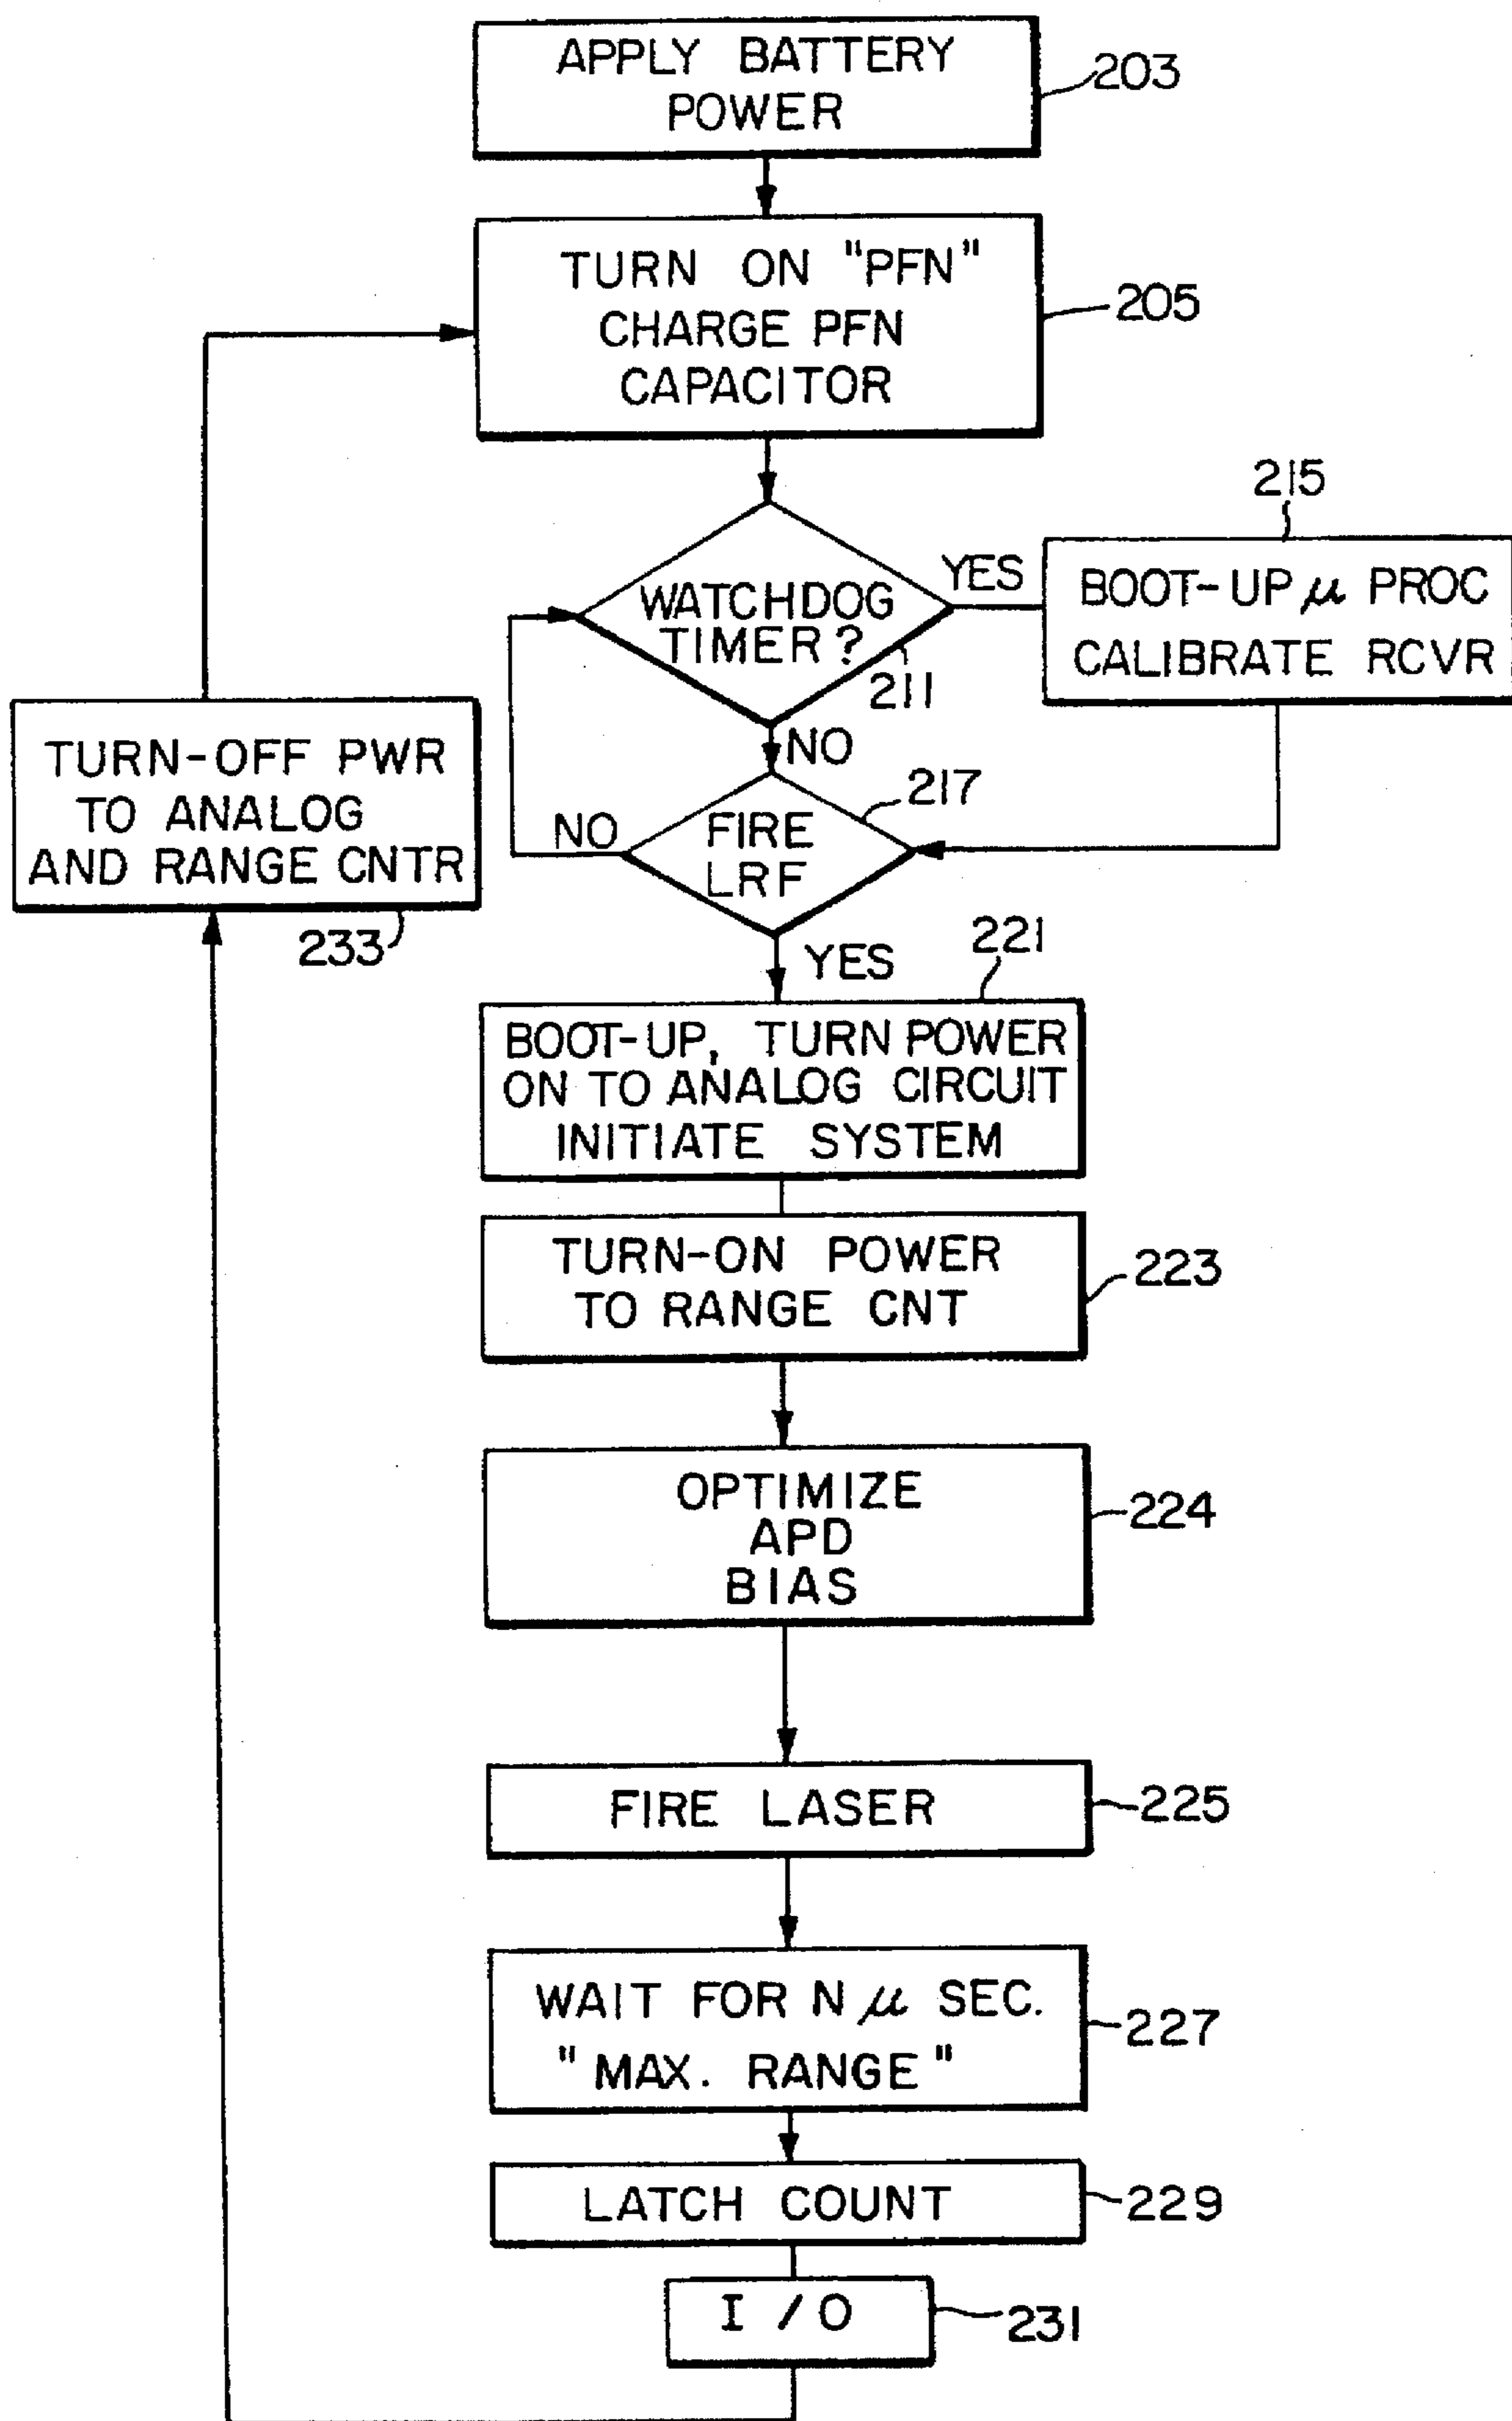 APPLY BATTERY
POWER
203
TURN ON "PFN"
CHARGE PFN
CAPACITOR
205
WATCHDOG
TIMER?
211
YES
215
BOOT-UP μ PROC
CALIBRATE RCVR
NO
217
FIRE
LRF
NO
YES
TURN-OFF PWR
TO ANALOG
AND RANGE CNTR
233
221
BOOT-UP, TURN POWER
ON TO ANALOG CIRCUIT
INITIATE SYSTEM
TURN-ON POWER
TO RANGE CNT
223
OPTIMIZE
APD
BIAS
224
FIRE LASER
225
WAIT FOR N μ SEC.
"MAX. RANGE"
227
LATCH COUNT
229
I/O
231